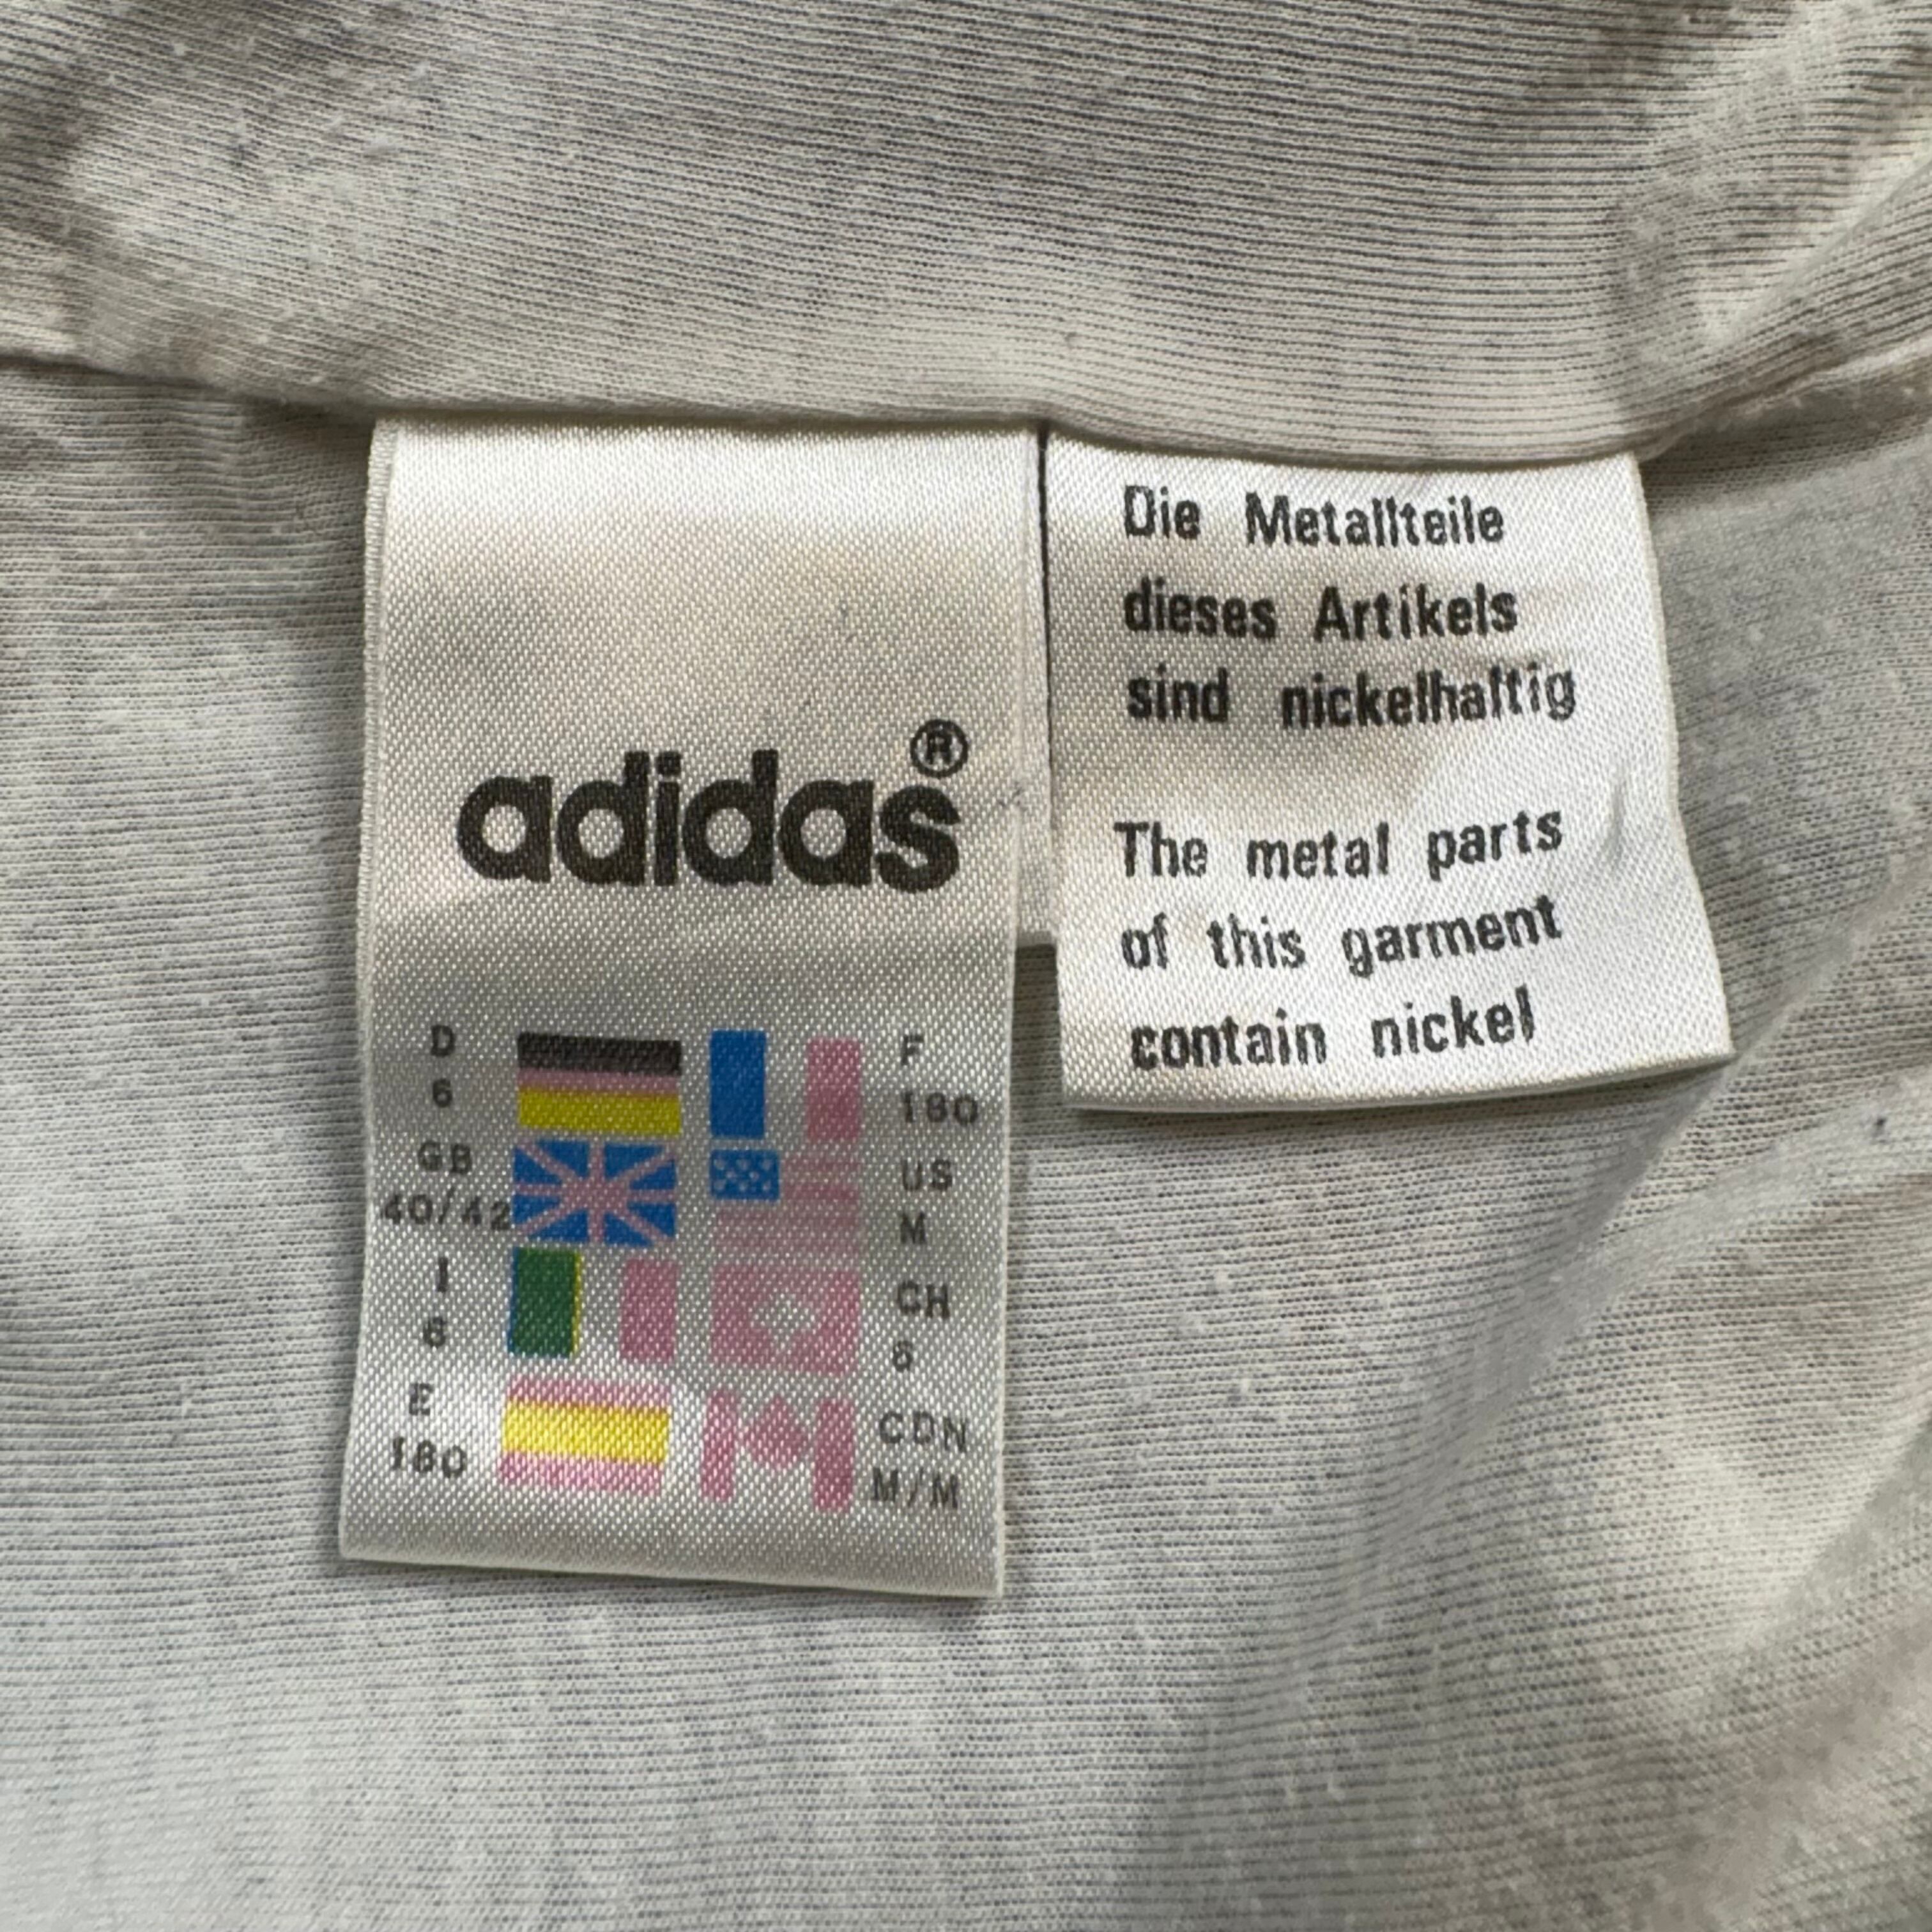 adidas®
D
6
F
180
GB
40/42
US
M
I
6
CH
6
E
180
CDN
M/M
Die Metallteile
dieses Artikels
sind nickelhaltig
The metal parts
of this garment
contain nickel